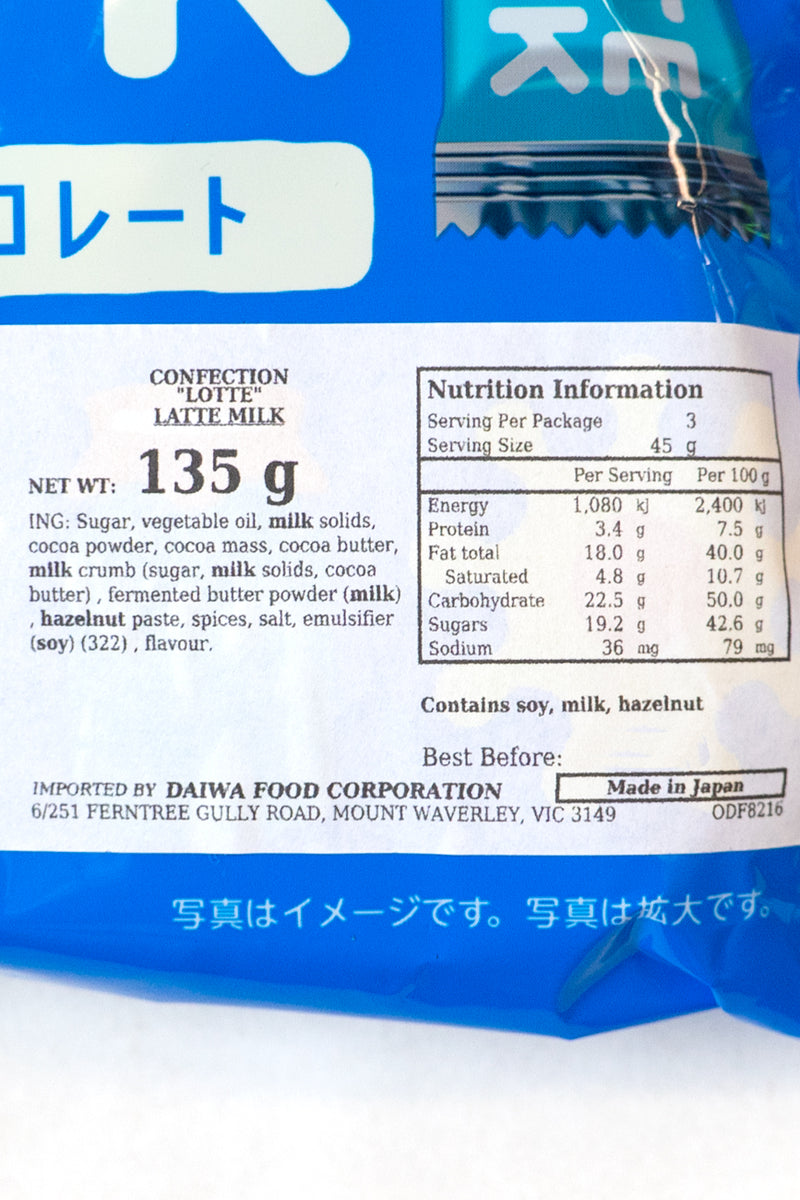 コレート
CONFECTION
"LOTTE"
LATTE MILK
NET WT: 135 g
ING: Sugar, vegetable oil, milk solids,
cocoa powder, cocoa mass, cocoa butter,
milk crumb (sugar, milk solids, cocoa
butter) , fermented butter powder (milk)
, hazelnut paste, spices, salt, emulsifier
(soy) (322) , flavour.
Nutrition Information
Serving Per Package 3
Serving Size 45 g
Per Serving Per 100 g
Energy 1,080 kj 2,400 kj
Protein 3.4 g 7.5 g
Fat total 18.0 g 40.0 g
Saturated 4.8 g 10.7 g
Carbohydrate 22.5 g 50.0 g
Sugars 19.2 g 42.6 g
Sodium 36 mg 79 mg
Contains soy, milk, hazelnut
Best Before:
IMPORTED BY DAIWA FOOD CORPORATION
Made in Japan
6/251 FERNTREE GULLY ROAD, MOUNT WAVERLEY, VIC 3149
ODF8216
写真はイメージです。 写真は拡大です。